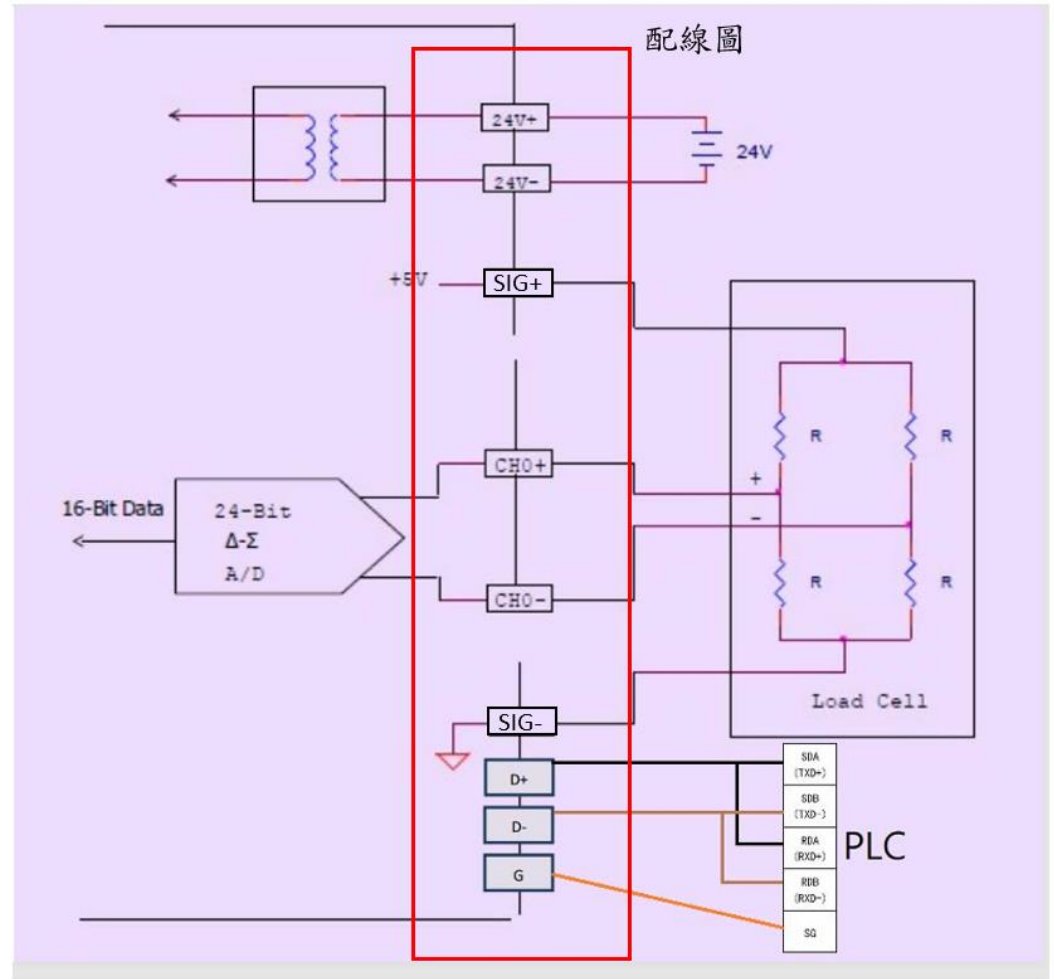 配線圖
24V+
24V
24V-
+5V
SIG+
R
R
CH0+
+
16-Bit Data
24-Bit
Δ-Σ
A/D
-
R
R
CH0-
Load Cell
SIG-
SDA
(TXD+)
D+
SDB
(TXD-)
D-
RDA
(RXD+)
PLC
G
RDB
(RXD-)
SG